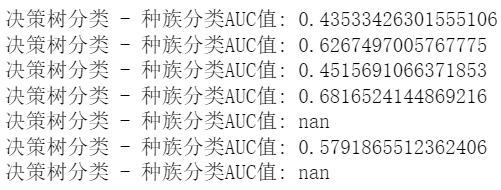 决策树分类 - 种族分类AUC值: 0.43533426301555106
决策树分类 - 种族分类AUC值: 0.6267497005767775
决策树分类 - 种族分类AUC值: 0.4515691066371853
决策树分类 - 种族分类AUC值: 0.6816524144869216
决策树分类 - 种族分类AUC值: nan
决策树分类 - 种族分类AUC值: 0.5791865512362406
决策树分类 - 种族分类AUC值: nan